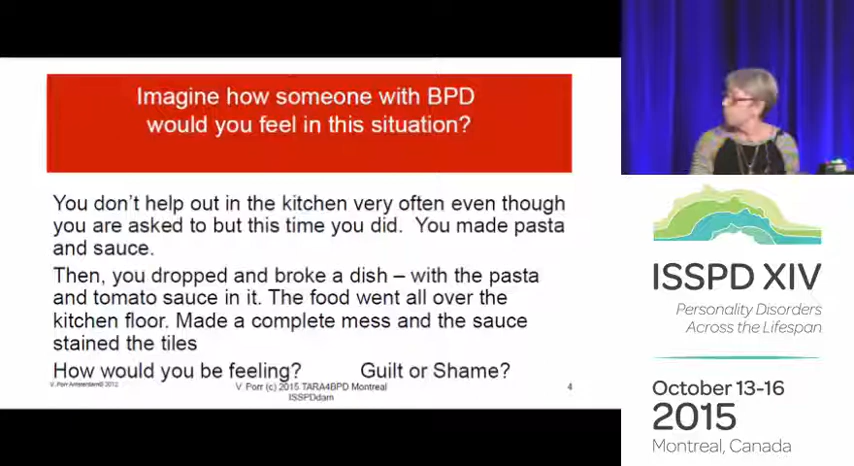 Imagine how someone with BPD
would you feel in this situation?
You don't help out in the kitchen very often even though
you are asked to but this time you did. You made pasta
and sauce.
Then, you dropped and broke a dish – with the pasta
and tomato sauce in it. The food went all over the
kitchen floor. Made a complete mess and the sauce
stained the tiles
How would you be feeling? Guilt or Shame?
V. Porr Amsterdam© 2012
V Porr (c) 2015 TARA4BPD Montreal
ISSPDdam
4
ISSPD XIV
Personality Disorders
Across the Lifespan
October 13-16
2015
Montreal, Canada